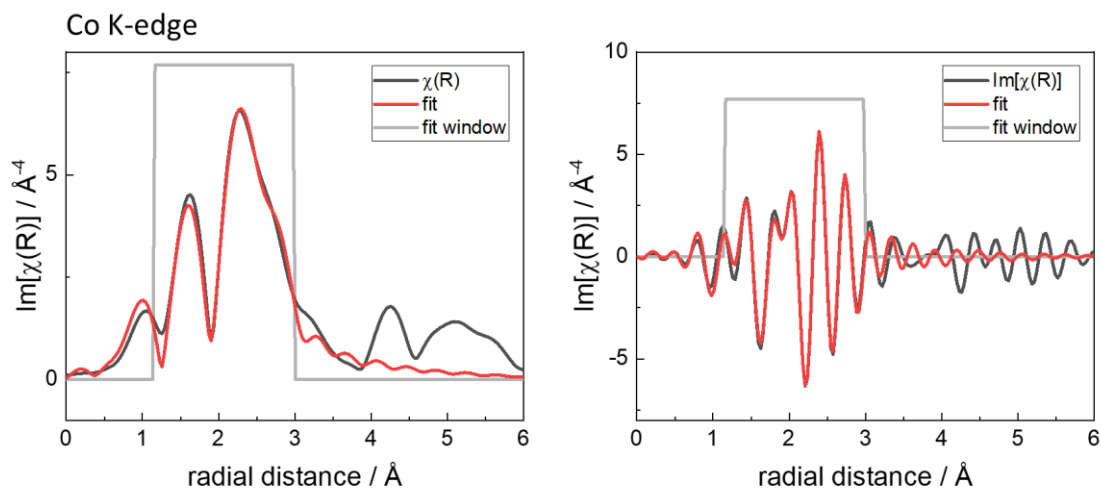 Co K-edge
Im[χ(R)] / Å-4
5
0
χ(R)
fit
fit window
0 1 2 3 4 5 6
radial distance / Å
Im[χ(R)] / Å-4
10
5
0
-5
Im[χ(R)]
fit
fit window
0 1 2 3 4 5 6
radial distance / Å